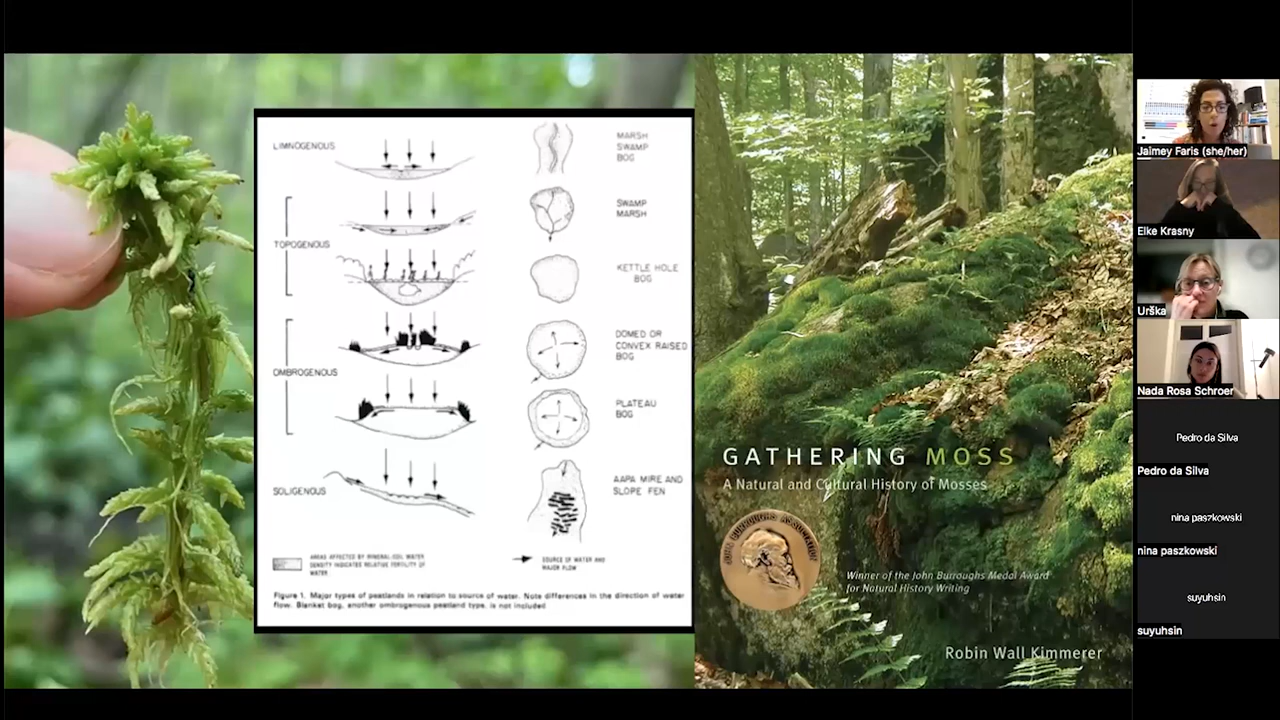 LIMNOGENOUS
MARSH
SWAMP
BOG
TOPOGENOUS
SWAMP
MARSH
KETTLE HOLE
BOG
OMBROGENOUS
DOMED OR
CONVEX RAISED
BOG
PLATEAU
BOG
SOLIGENOUS
AAPA MIRE AND
SLOPE FEN
AREAS AFFECTED BY MINERAL-SOIL WATER
DENSITY INDICATES RELATIVE FERTILITY OF
WATER
SOURCE OF WATER AND
MAJOR FLOW
Figure 1. Major types of peatlands in relation to source of water. Note differences in the direction of water
flow. Blanket bog, another ombrogenous peatland type, is not included
GATHERING MOSS
A Natural and Cultural History of Mosses
JOHN BURROUGHS ASSOCIATION
Winner of the John Burroughs Medal Award
for Natural History Writing
Robin Wall Kimmerer
Jaimey Faris (she/her)
Elke Krasny
Urška
Nada Rosa Schroer
Pedro da Silva
Pedro da Silva
nina paszkowski
nina paszkowski
suyuhsin
suyuhsin